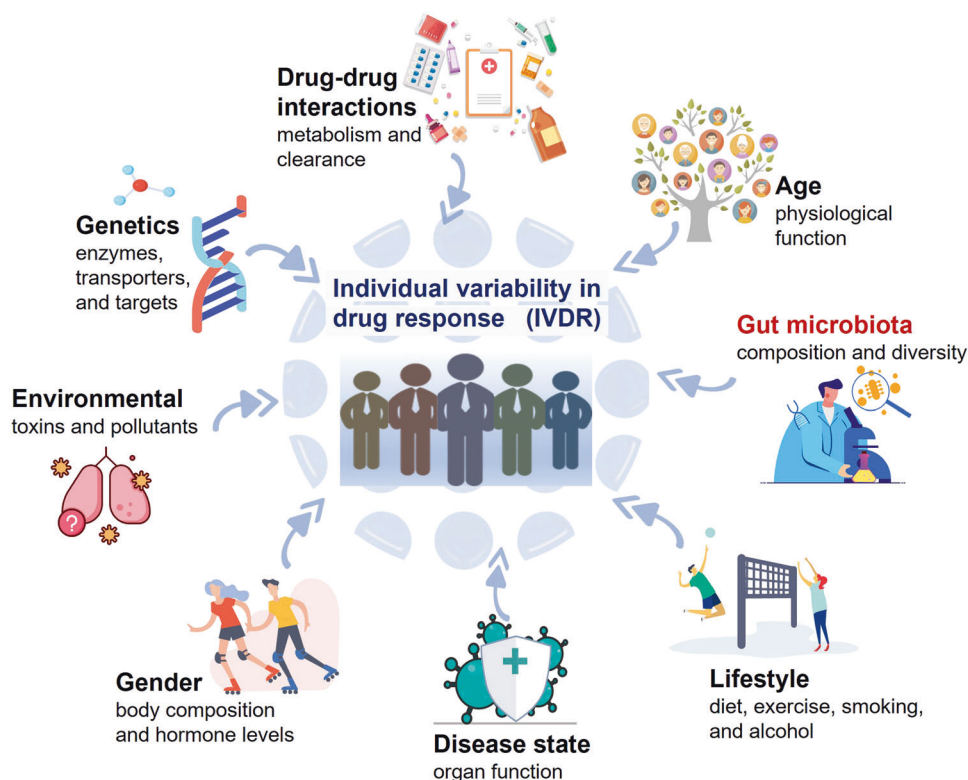 Drug-drug
interactions
metabolism and
clearance
Age
physiological
function
Genetics
enzymes,
transporters,
and targets
Individual variability in
drug response (IVDR)
Gut microbiota
composition and diversity
Environmental
toxins and pollutants
?
Gender
body composition
and hormone levels
Disease state
organ function
Lifestyle
diet, exercise, smoking,
and alcohol